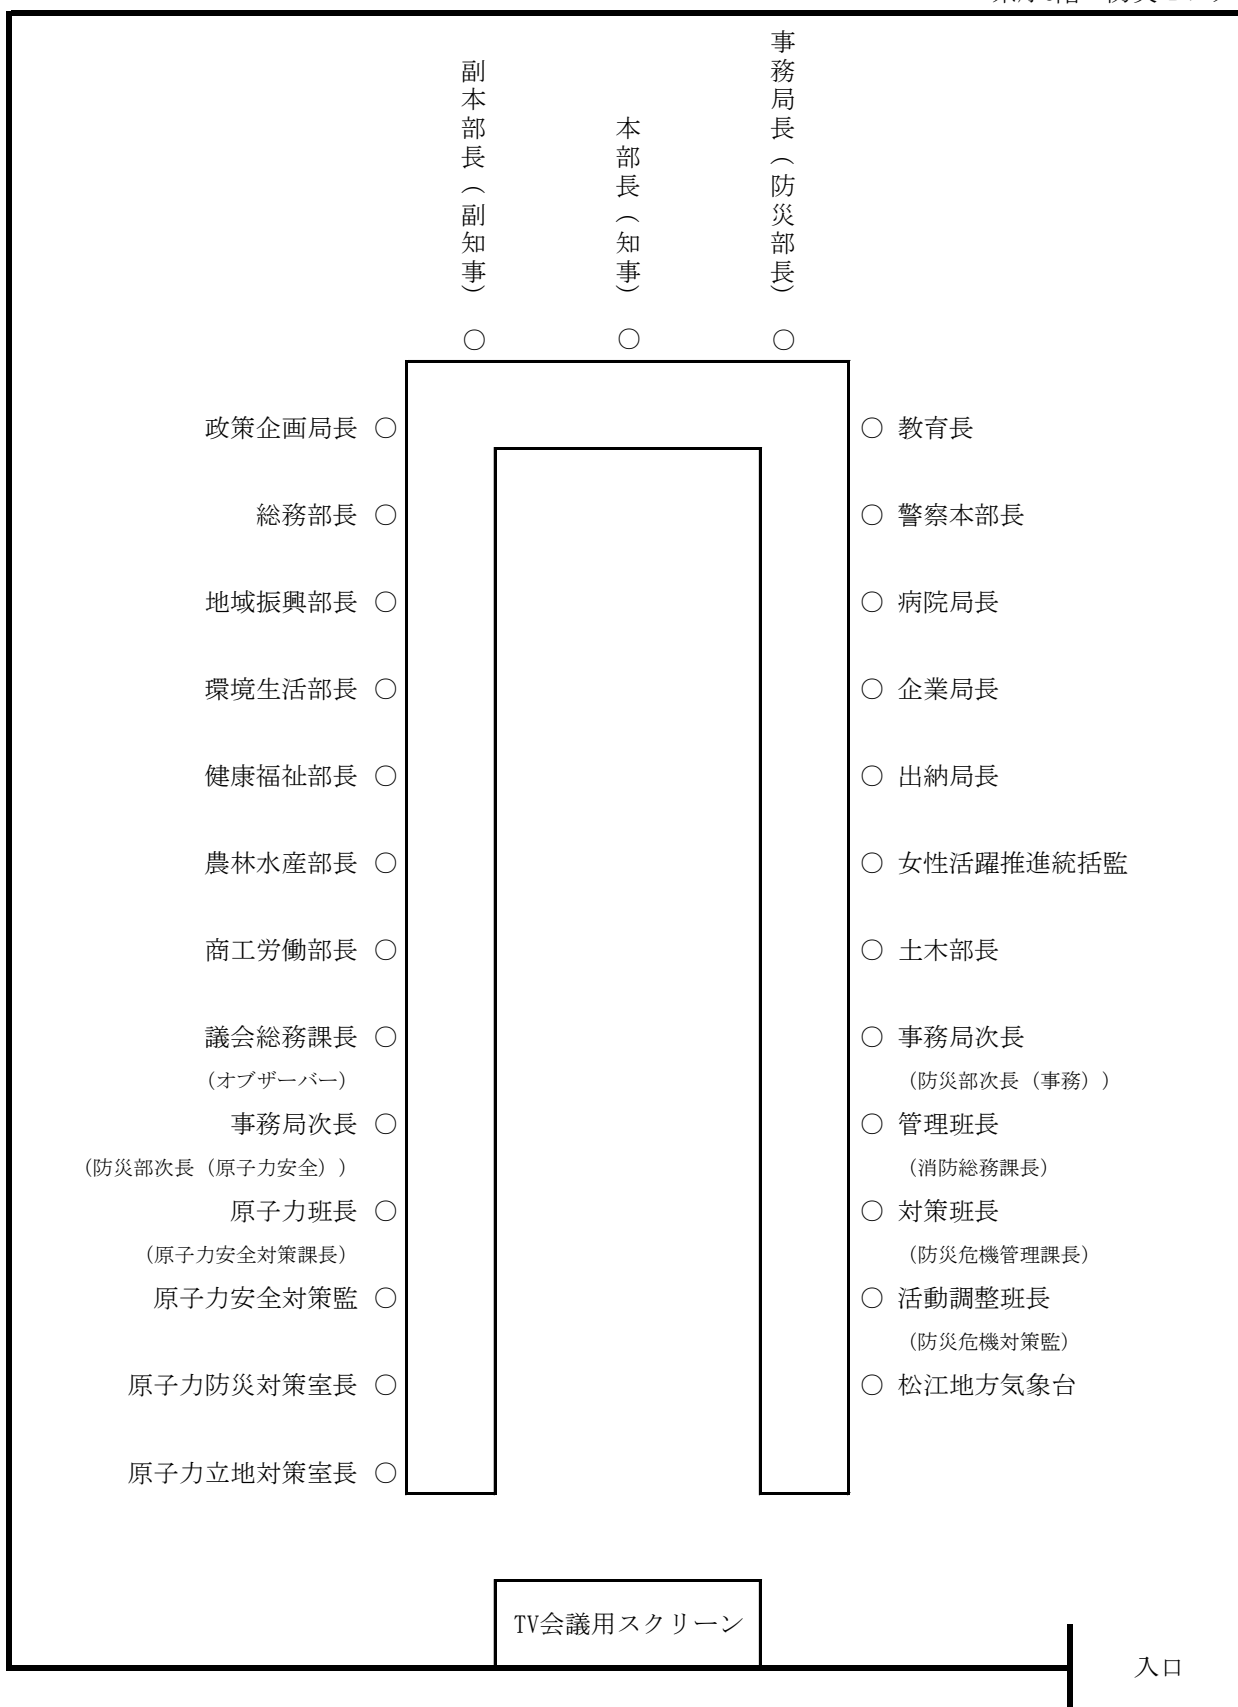 副本部長（副知事）
本部長（知事）
事務局長（防災部長）
○ ○ ○
政策企画局長 ○
○ 教育長
総務部長 ○
○ 警察本部長
地域振興部長 ○
○ 病院局長
環境生活部長 ○
○ 企業局長
健康福祉部長 ○
○ 出納局長
農林水産部長 ○
○ 女性活躍推進統括監
商工労働部長 ○
○ 土木部長
議会総務課長 ○
（オブザーバー）
○ 事務局次長
（防災部次長（事務））
事務局次長 ○
（防災部次長（原子力安全））
○ 管理班長
（消防総務課長）
原子力班長 ○
（原子力安全対策課長）
○ 対策班長
（防災危機管理課長）
原子力安全対策監 ○
○ 活動調整班長
（防災危機対策監）
原子力防災対策室長 ○
○ 松江地方気象台
原子力立地対策室長 ○
TV会議用スクリーン
入口